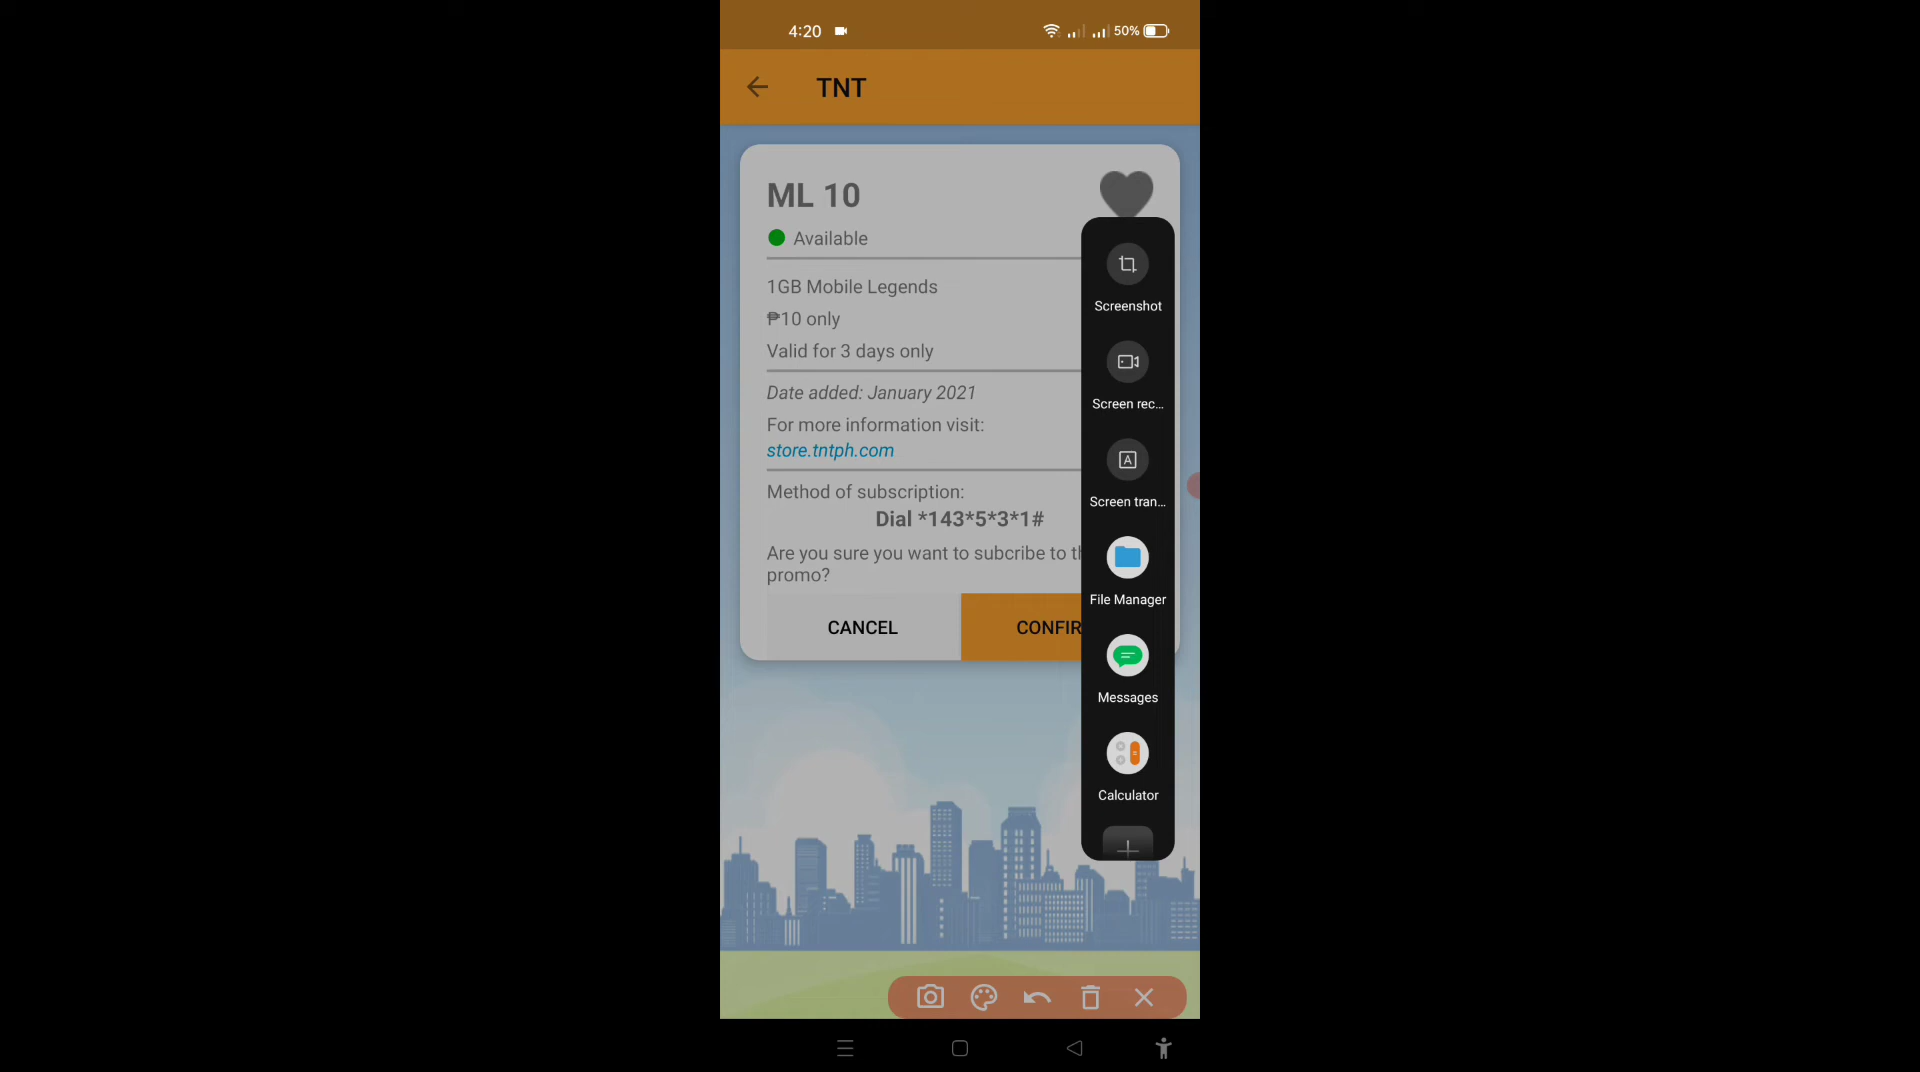 4:20
50%
TNT
ML 10
Available
1GB Mobile Legends
₱10 only
Valid for 3 days only
Date added: January 2021
For more information visit:
store.tntph.com
Method of subscription:
Dial *143*5*3*1#
Are you sure you want to subcribe to
promo?
CANCEL
CONFIR
Screenshot
Screen rec...
Screen tran...
File Manager
Messages
Calculator